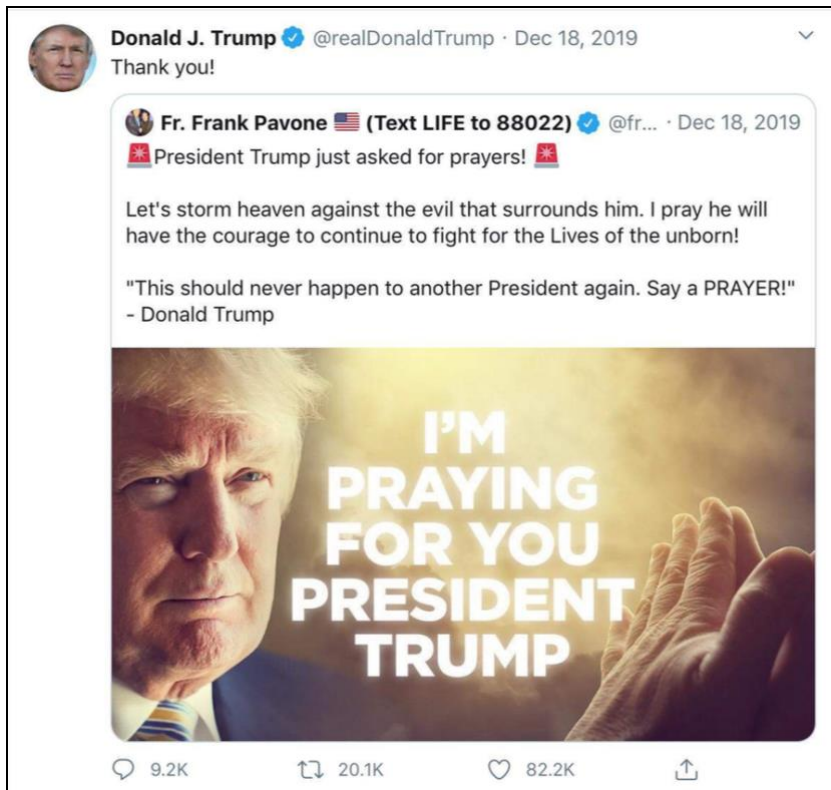 Donald J. Trump @realDonaldTrump · Dec 18, 2019
Thank you!
Fr. Frank Pavone 🇺🇸 (Text LIFE to 88022) @fr... · Dec 18, 2019
🚨President Trump just asked for prayers! 🚨
Let's storm heaven against the evil that surrounds him. I pray he will
have the courage to continue to fight for the Lives of the unborn!
"This should never happen to another President again. Say a PRAYER!"
- Donald Trump
I'M
PRAYING
FOR YOU
PRESIDENT
TRUMP
9.2K 20.1K 82.2K